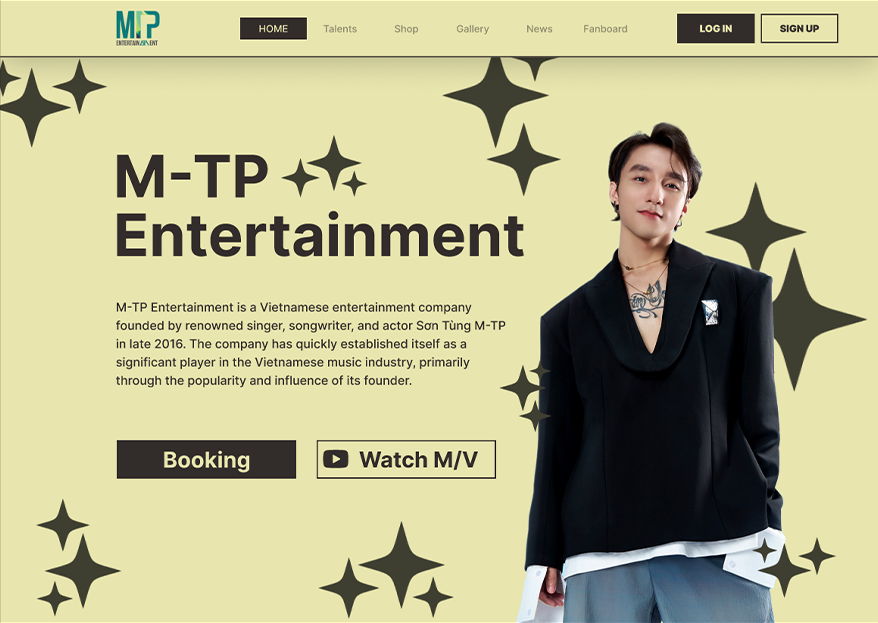 MTP
ENTERTAINMENT
HOME
Talents
Shop
Gallery
News
Fanboard
LOG IN
SIGN UP
M-TP
Entertainment
M-TP Entertainment is a Vietnamese entertainment company
founded by renowned singer, songwriter, and actor Sơn Tùng M-TP
in late 2016. The company has quickly established itself as a
significant player in the Vietnamese music industry, primarily
through the popularity and influence of its founder.
Booking
Watch M/V